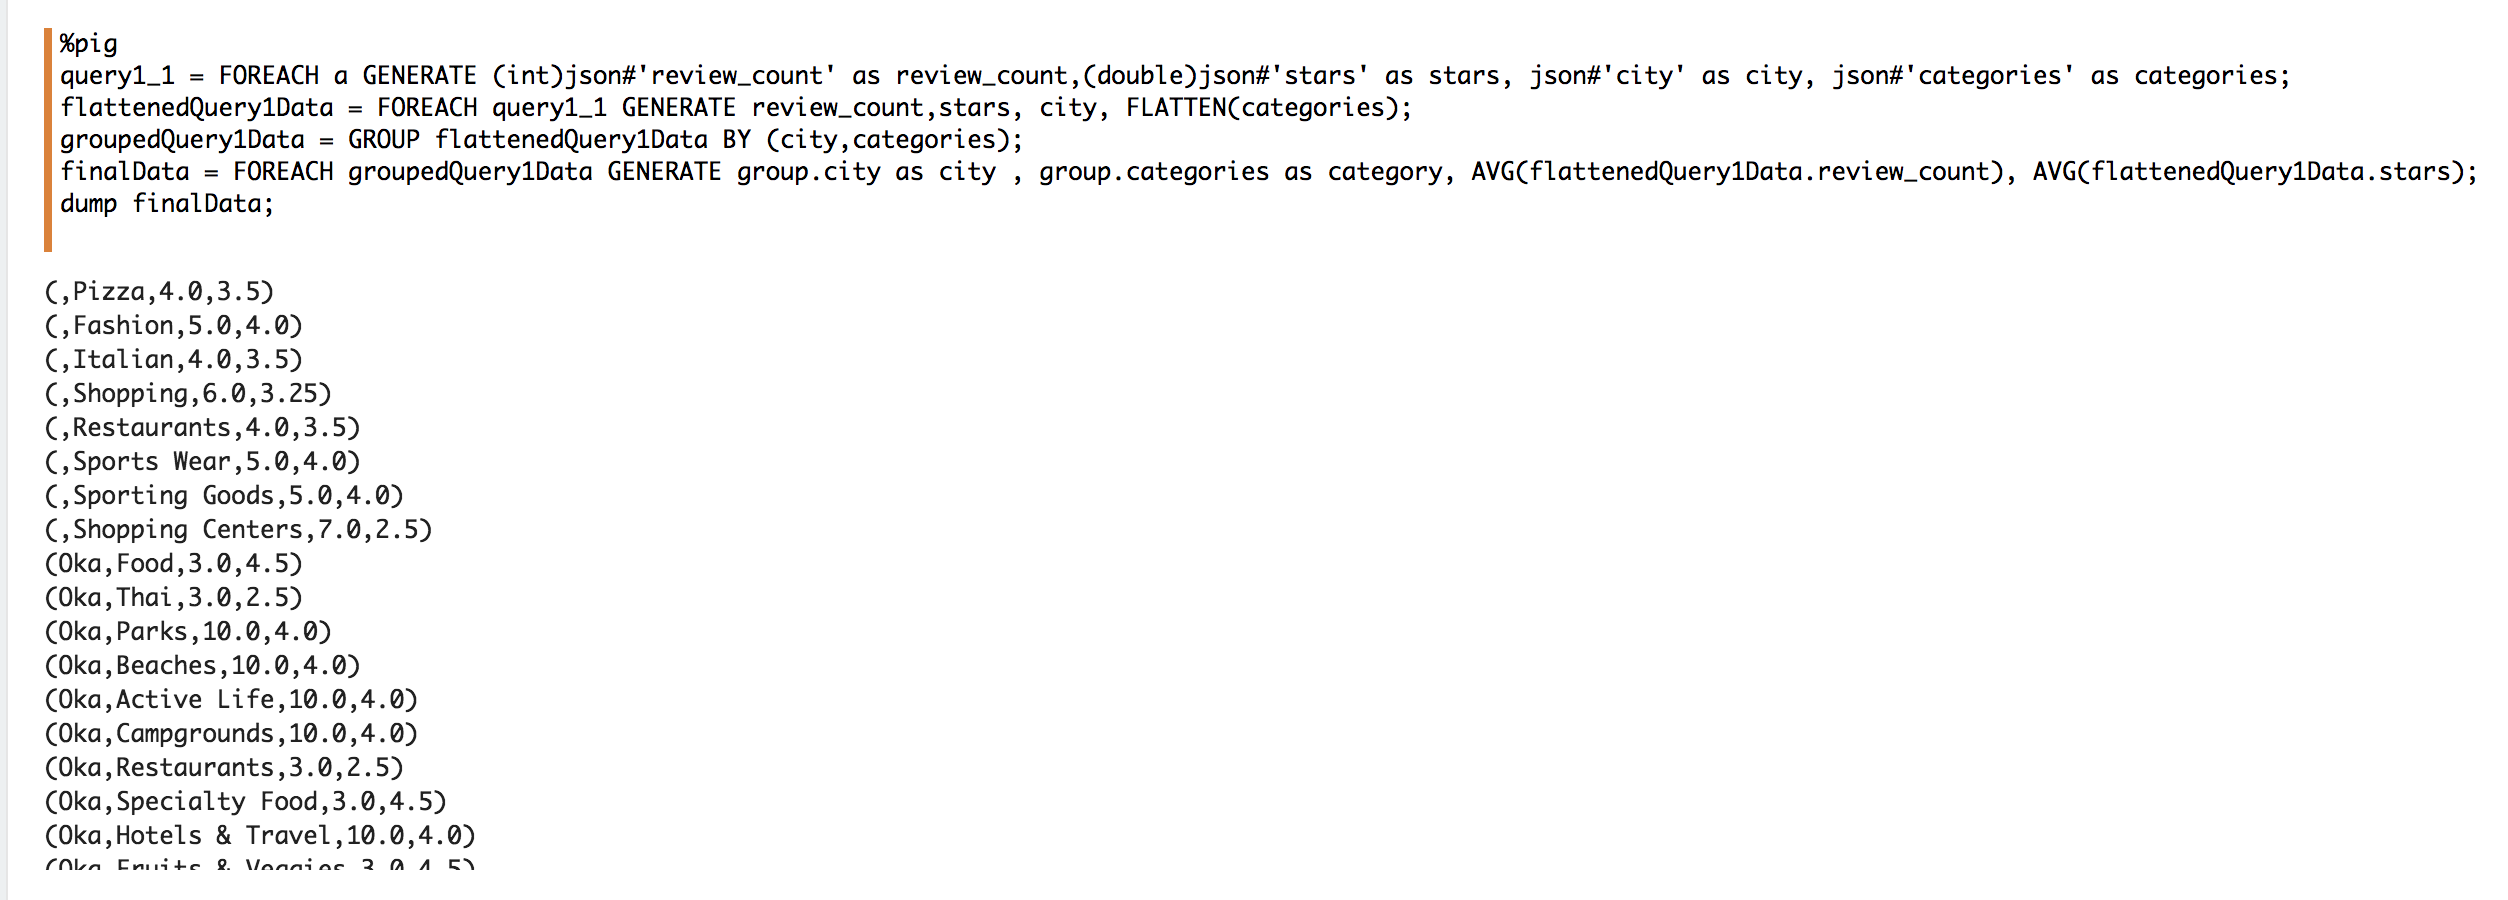 %pig
query1_1 = FOREACH a GENERATE (int)json#'review_count' as review_count,(double)json#'stars' as stars, json#'city' as city, json#'categories' as categories;
flattenedQuery1Data = FOREACH query1_1 GENERATE review_count,stars, city, FLATTEN(categories);
groupedQuery1Data = GROUP flattenedQuery1Data BY (city,categories);
finalData = FOREACH groupedQuery1Data GENERATE group.city as city , group.categories as category, AVG(flattenedQuery1Data.review_count), AVG(flattenedQuery1Data.stars);
dump finalData;
(,Pizza,4.0,3.5)
(,Fashion,5.0,4.0)
(,Italian,4.0,3.5)
(,Shopping,6.0,3.25)
(,Restaurants,4.0,3.5)
(,Sports Wear,5.0,4.0)
(,Sporting Goods,5.0,4.0)
(,Shopping Centers,7.0,2.5)
(Oka,Food,3.0,4.5)
(Oka,Thai,3.0,2.5)
(Oka,Parks,10.0,4.0)
(Oka,Beaches,10.0,4.0)
(Oka,Active Life,10.0,4.0)
(Oka,Campgrounds,10.0,4.0)
(Oka,Restaurants,3.0,2.5)
(Oka,Specialty Food,3.0,4.5)
(Oka,Hotels & Travel,10.0,4.0)
(Oka,Fruits & Veggies,3.0,4.5)